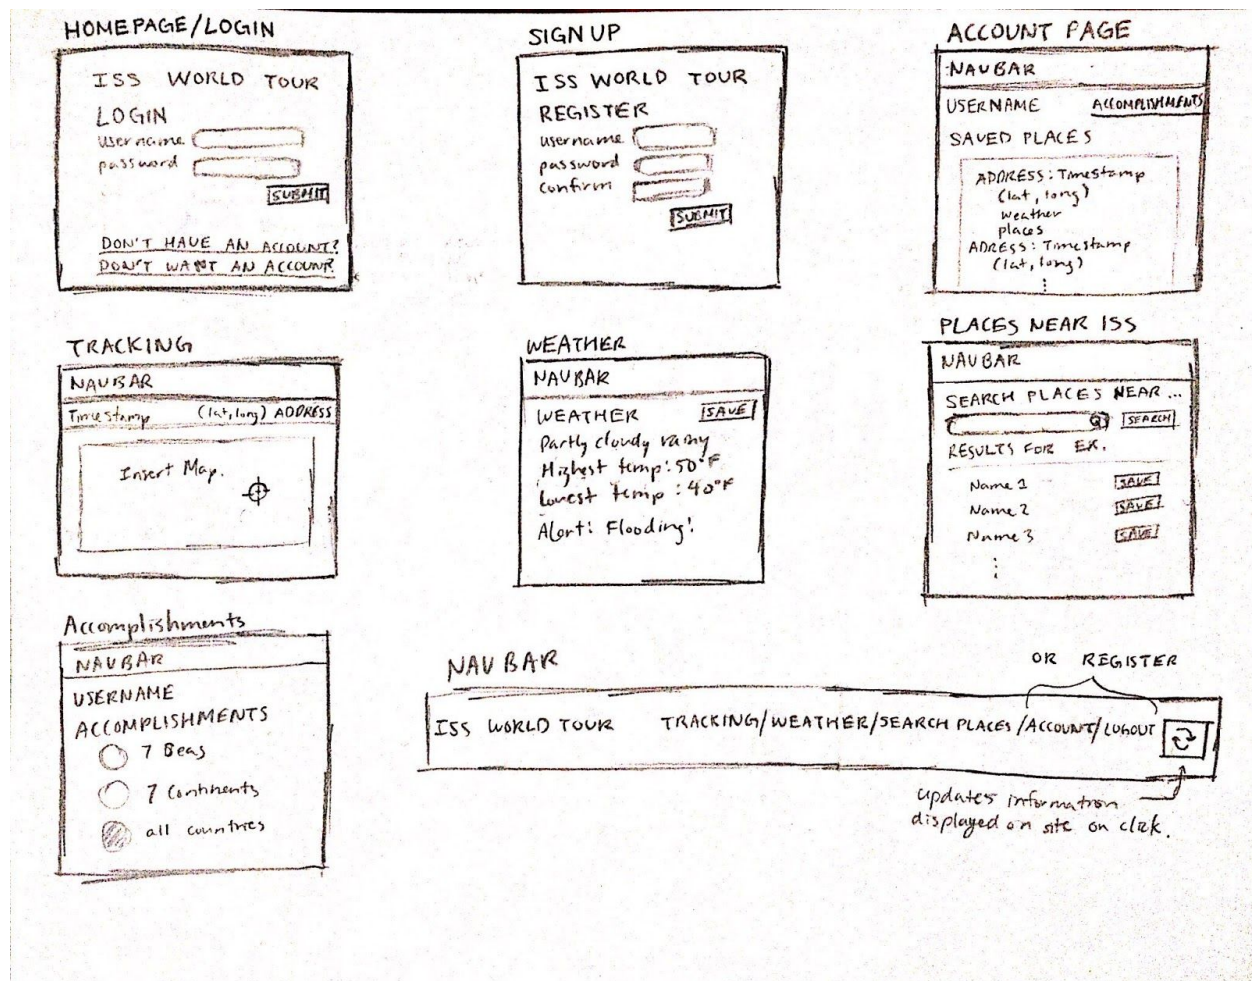 HOMEPAGE/LOGIN
ISS WORLD TOUR
LOGIN
username
password
SUBMIT
DON'T HAVE AN ACCOUNT?
DON'T WANT AN ACCOUNT?
SIGN UP
ISS WORLD TOUR
REGISTER
username
password
confirm
SUBMIT
ACCOUNT PAGE
NAVBAR
USERNAME ACCOMPLISHMENTS
SAVED PLACES
ADDRESS: Timestamp
(lat, long)
weather
places
ADRESS: Timestamp
(lat, long)
TRACKING
NAVBAR
Timestamp (lat, long) ADDRESS
Insert Map.
WEATHER
NAVBAR
WEATHER SAVE
Partly cloudy rainy
Highest temp: 50°F
lowest temp: 40°F
Alert: Flooding!
PLACES NEAR ISS
NAVBAR
SEARCH PLACES NEAR...
SEARCH
RESULTS FOR EX.
Name 1 SAVE
Name 2 SAVE
Name 3 SAVE
Accomplishments
NAVBAR
USERNAME
ACCOMPLISHMENTS
7 Seas
7 Continents
all countries
NAV BAR
OR REGISTER
ISS WORLD TOUR TRACKING/WEATHER/SEARCH PLACES/ACCOUNT/LOGOUT
updates information
displayed on site on click.